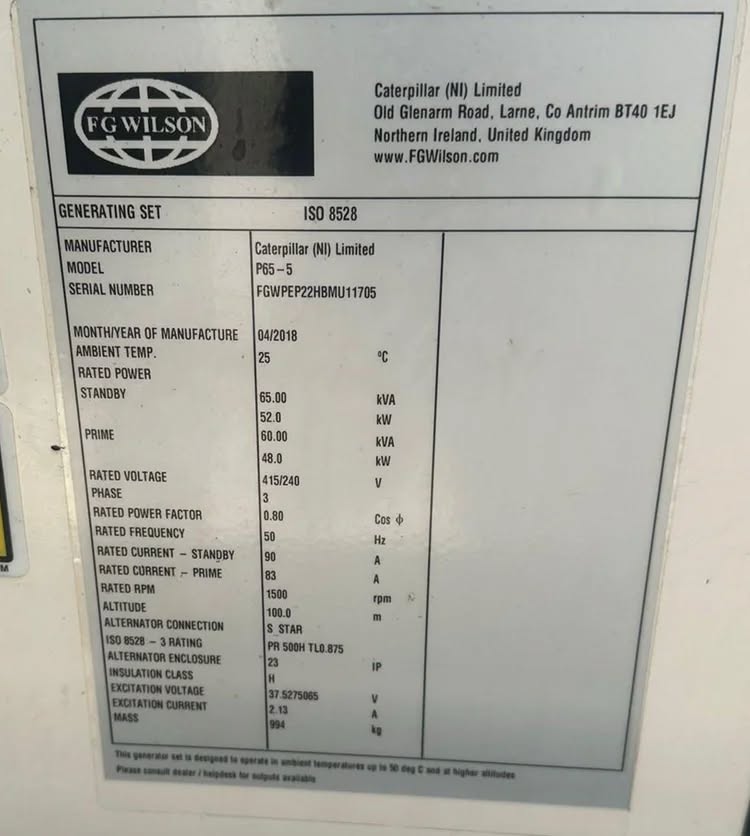 FG WILSON
Caterpillar (NI) Limited
Old Glenarm Road, Larne, Co Antrim BT40 1EJ
Northern Ireland, United Kingdom
www.FGWilson.com
GENERATING SET ISO 8528
MANUFACTURER Caterpillar (NI) Limited
MODEL P65-5
SERIAL NUMBER FGWPEP22HBMU11705
MONTH/YEAR OF MANUFACTURE 04/2018
AMBIENT TEMP. 25 ºC
RATED POWER
STANDBY 65.00 kVA
52.0 kW
PRIME 60.00 kVA
48.0 kW
RATED VOLTAGE 415/240 V
PHASE 3
RATED POWER FACTOR 0.80 Cos ϕ
RATED FREQUENCY 50 Hz
RATED CURRENT - STANDBY 90 A
RATED CURRENT - PRIME 83 A
RATED RPM 1500 rpm
ALTITUDE 100.0 m
ALTERNATOR CONNECTION S_STAR
ISO 8528 - 3 RATING PR 500H TL0.875
ALTERNATOR ENCLOSURE 23 IP
INSULATION CLASS H
EXCITATION VOLTAGE 37.5275065 V
EXCITATION CURRENT 2.13 A
MASS 994 kg
This generator set is designed to operate in ambient temperatures up to 50 deg C and at higher altitudes
Please consult dealer / helpdesk for outputs available
M